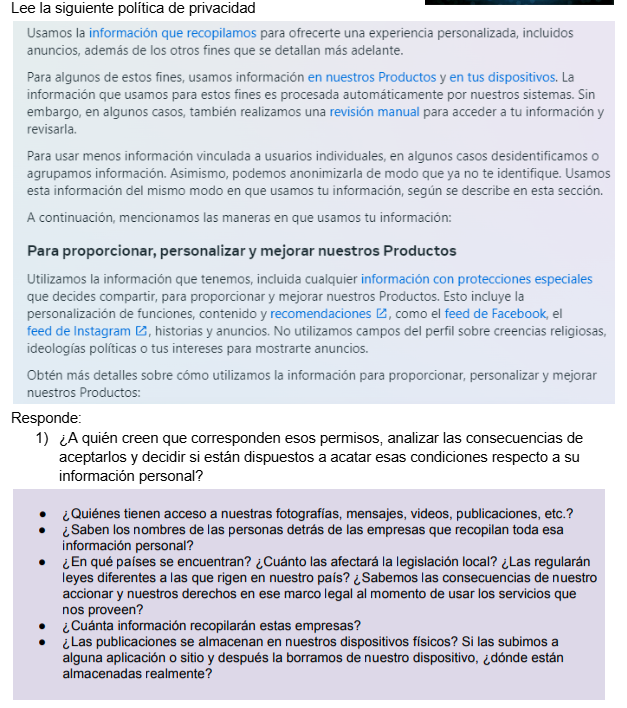 Lee la siguiente política de privacidad
Usamos la información que recopilamos para ofrecerte una experiencia personalizada, incluidos
anuncios, además de los otros fines que se detallan más adelante.
Para algunos de estos fines, usamos información en nuestros Productos y en tus dispositivos. La
información que usamos para estos fines es procesada automáticamente por nuestros sistemas. Sin
embargo, en algunos casos, también realizamos una revisión manual para acceder a tu información y
revisarla.
Para usar menos información vinculada a usuarios individuales, en algunos casos desidentificamos o
agrupamos información. Asimismo, podemos anonimizarla de modo que ya no te identifique. Usamos
esta información del mismo modo en que usamos tu información, según se describe en esta sección.
A continuación, mencionamos las maneras en que usamos tu información:
Para proporcionar, personalizar y mejorar nuestros Productos
Utilizamos la información que tenemos, incluida cualquier información con protecciones especiales
que decides compartir, para proporcionar y mejorar nuestros Productos. Esto incluye la
personalización de funciones, contenido y recomendaciones, como el feed de Facebook, el
feed de Instagram, historias y anuncios. No utilizamos campos del perfil sobre creencias religiosas,
ideologías políticas o tus intereses para mostrarte anuncios.
Obtén más detalles sobre cómo utilizamos la información para proporcionar, personalizar y mejorar
nuestros Productos:
Responde:
1) ¿A quién creen que corresponden esos permisos, analizar las consecuencias de
aceptarlos y decidir si están dispuestos a acatar esas condiciones respecto a su
información personal?
• ¿Quiénes tienen acceso a nuestras fotografías, mensajes, videos, publicaciones, etc.?
• ¿Saben los nombres de las personas detrás de las empresas que recopilan toda esa
información personal?
• ¿En qué países se encuentran? ¿Cuánto las afectará la legislación local? ¿Las regularán
leyes diferentes a las que rigen en nuestro país? ¿Sabemos las consecuencias de nuestro
accionar y nuestros derechos en ese marco legal al momento de usar los servicios que
nos proveen?
• ¿Cuánta información recopilarán estas empresas?
• ¿Las publicaciones se almacenan en nuestros dispositivos físicos? Si las subimos a
alguna aplicación o sitio y después la borramos de nuestro dispositivo, ¿dónde están
almacenadas realmente?